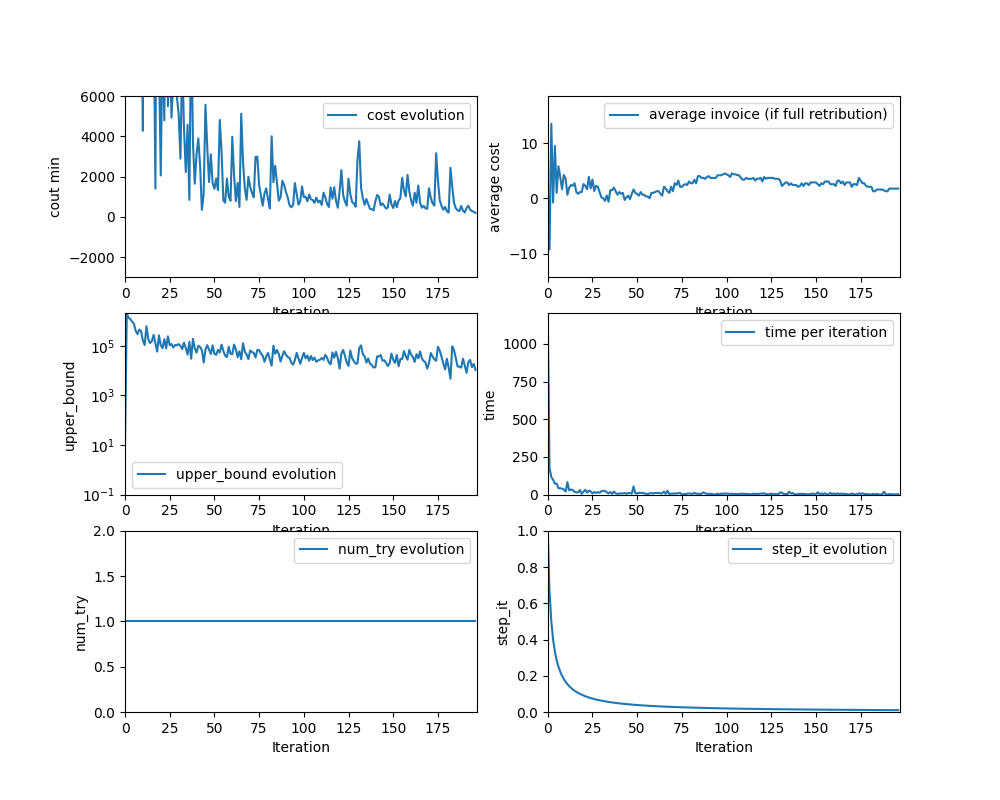 6000
4000
2000
0
−2000
cout min
cost evolution
0 25 50 75 100 125 150 175
Iteration
10
0
−10
average cost
average invoice (if full retribution)
0 25 50 75 100 125 150 175
Iteration
10^5
10^3
10^1
10^−1
upper_bound
upper_bound evolution
0 25 50 75 100 125 150 175
Iteration
1000
750
500
250
0
time
time per iteration
0 25 50 75 100 125 150 175
Iteration
2.0
1.5
1.0
0.5
0.0
num_try
num_try evolution
0 25 50 75 100 125 150 175
Iteration
1.0
0.8
0.6
0.4
0.2
0.0
step_it
step_it evolution
0 25 50 75 100 125 150 175
Iteration